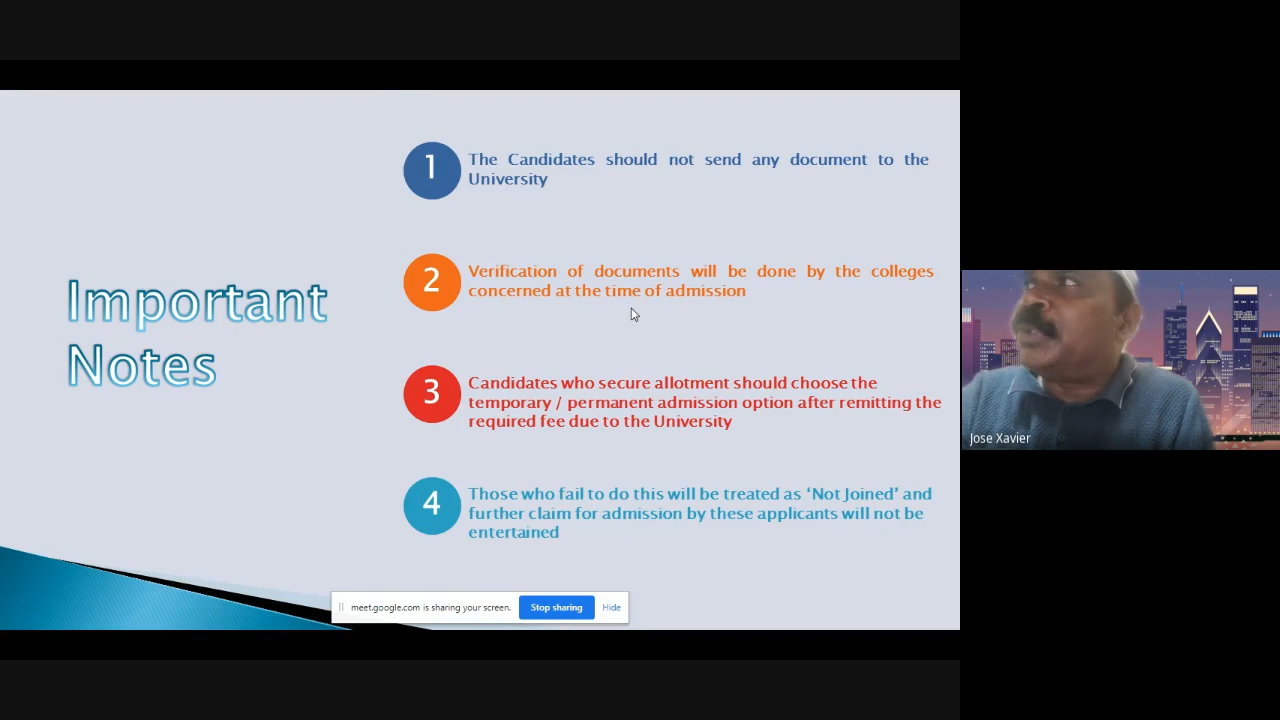 Important
Notes
1
The Candidates should not send any document to the
University
2
Verification of documents will be done by the colleges
concerned at the time of admission
3
Candidates who secure allotment should choose the
temporary / permanent admission option after remitting the
required fee due to the University
4
Those who fail to do this will be treated as ‘Not Joined’ and
further claim for admission by these applicants will not be
entertained
meet.google.com is sharing your screen. Stop sharing Hide
Jose Xavier